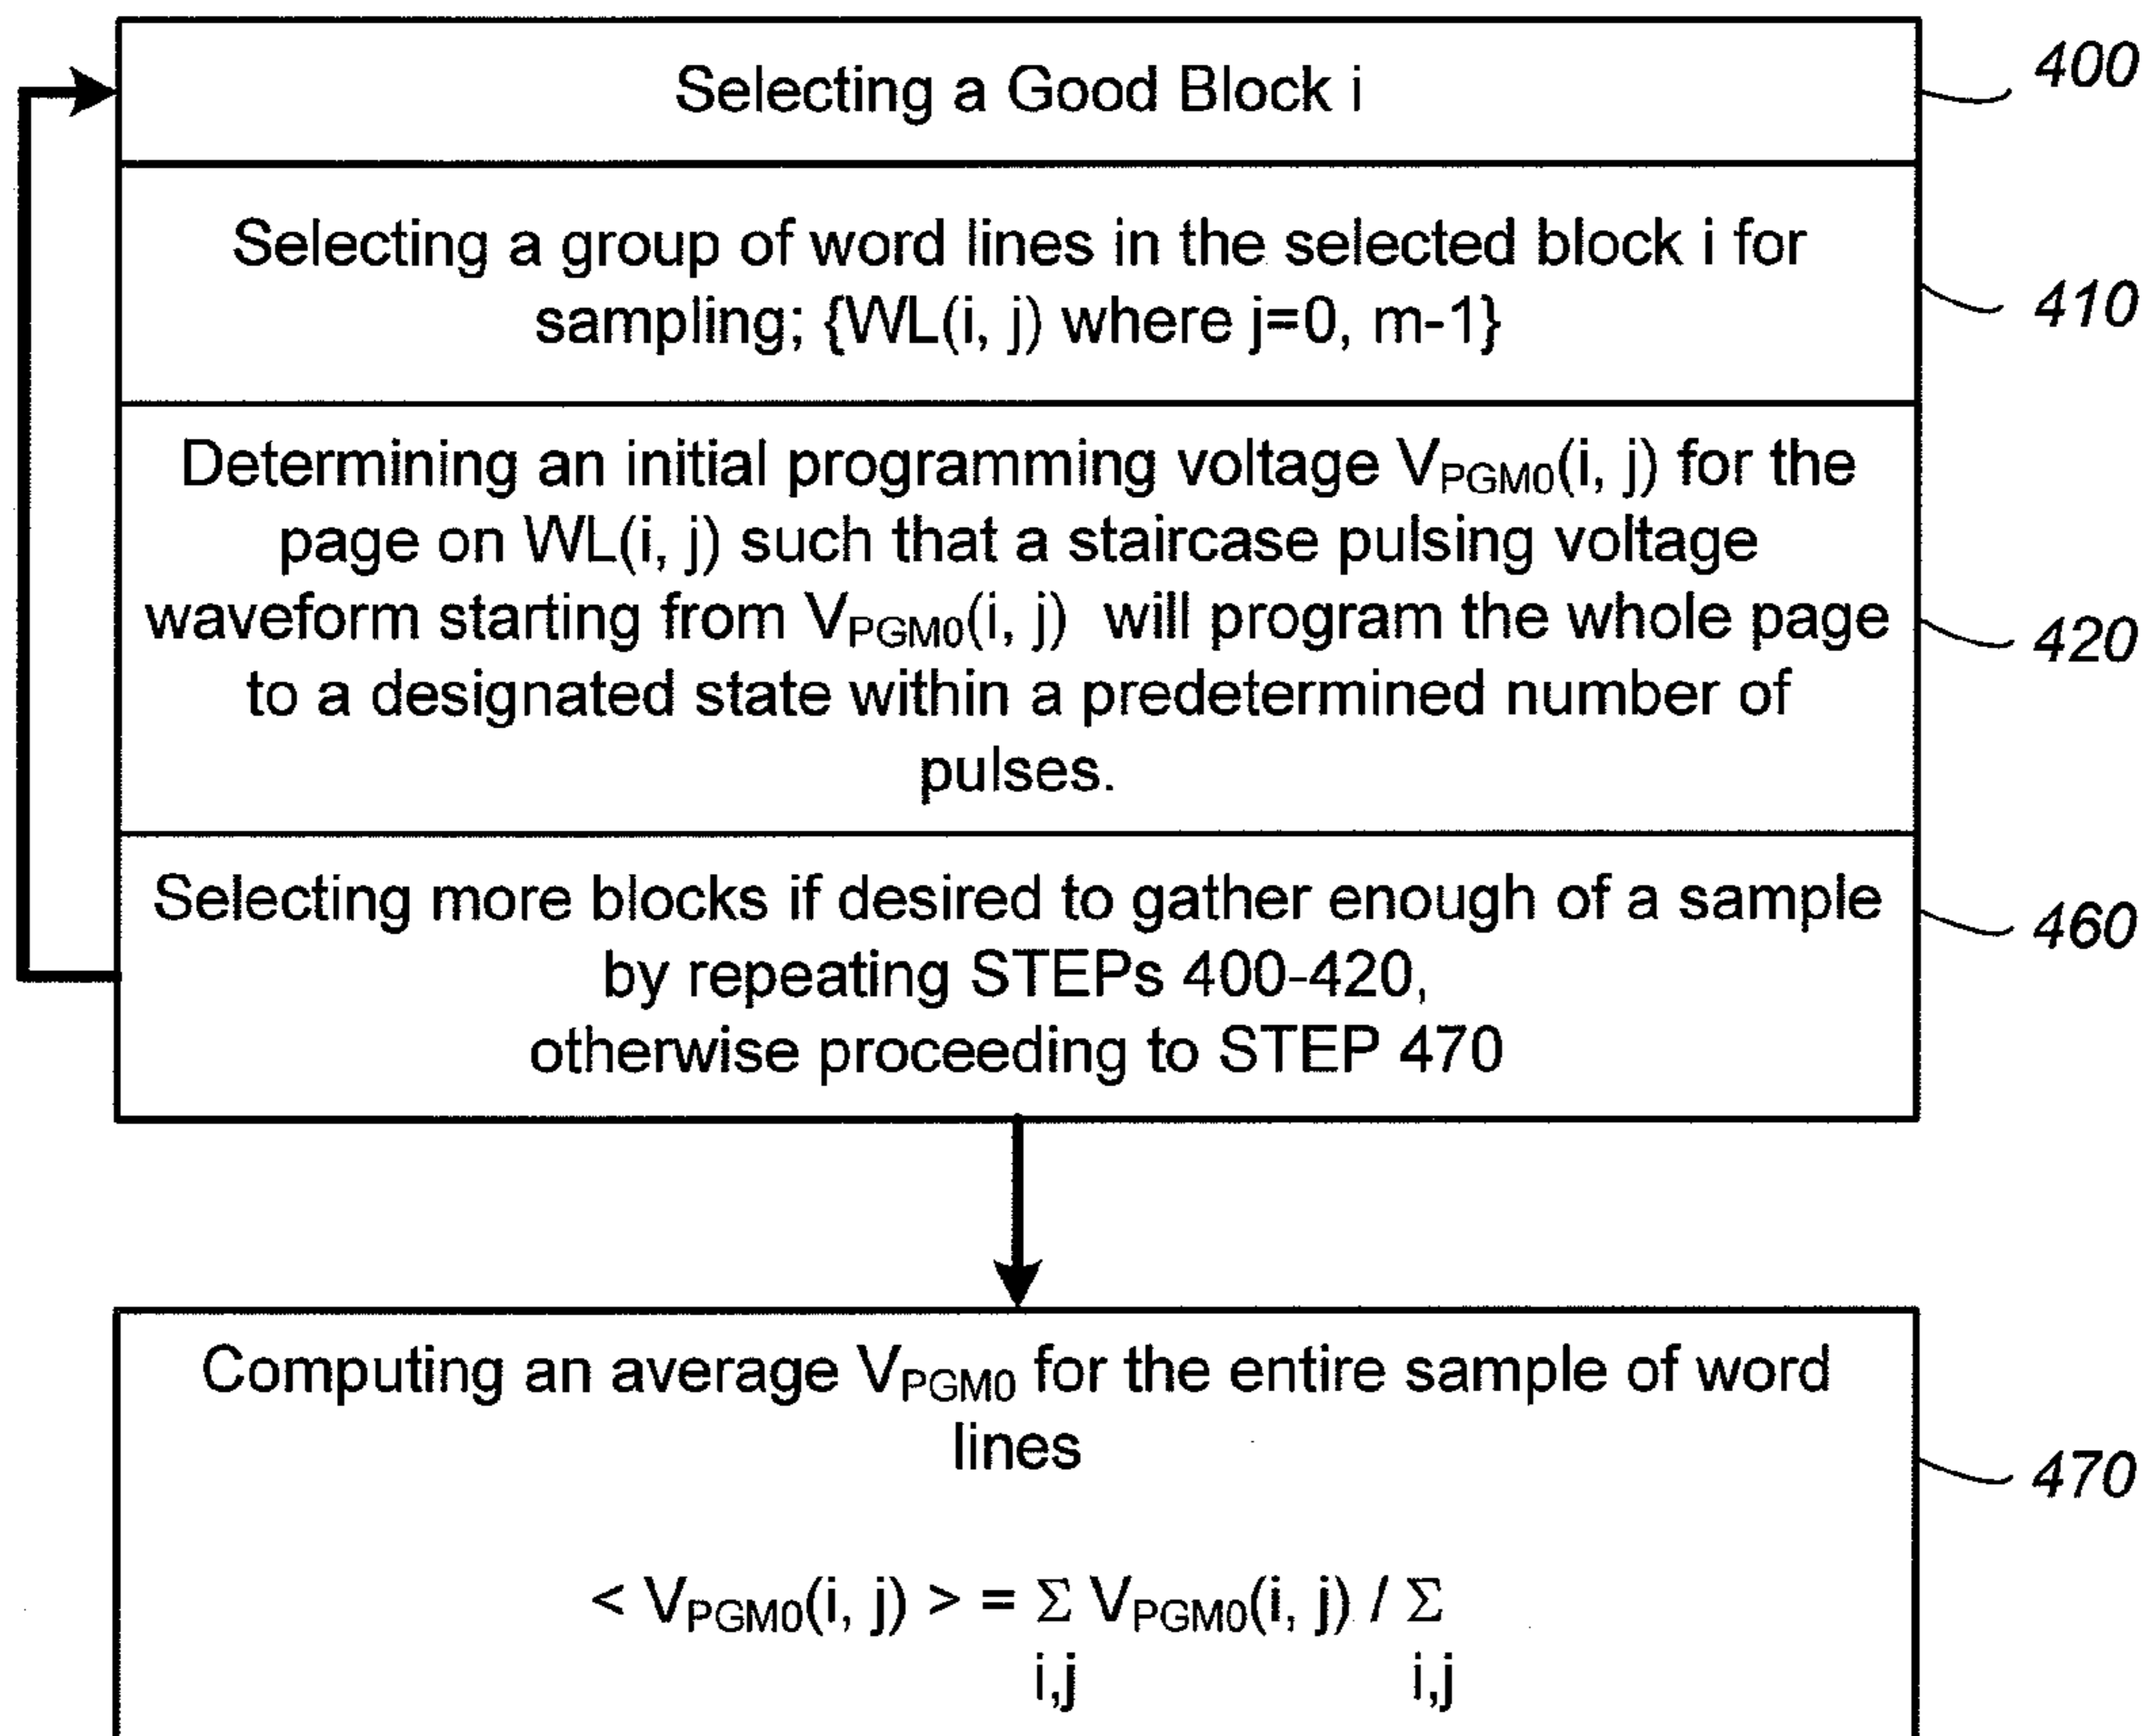 Selecting a Good Block i
400
Selecting a group of word lines in the selected block i for
sampling; {WL(i, j) where j=0, m-1}
410
Determining an initial programming voltage VPGM0(i, j) for the
page on WL(i, j) such that a staircase pulsing voltage
waveform starting from VPGM0(i, j) will program the whole page
to a designated state within a predetermined number of
pulses.
420
Selecting more blocks if desired to gather enough of a sample
by repeating STEPs 400-420,
otherwise proceeding to STEP 470
460
Computing an average VPGM0 for the entire sample of word
lines
470
< VPGM0(i, j) > = Σ VPGM0(i, j) / Σ
i,j i,j